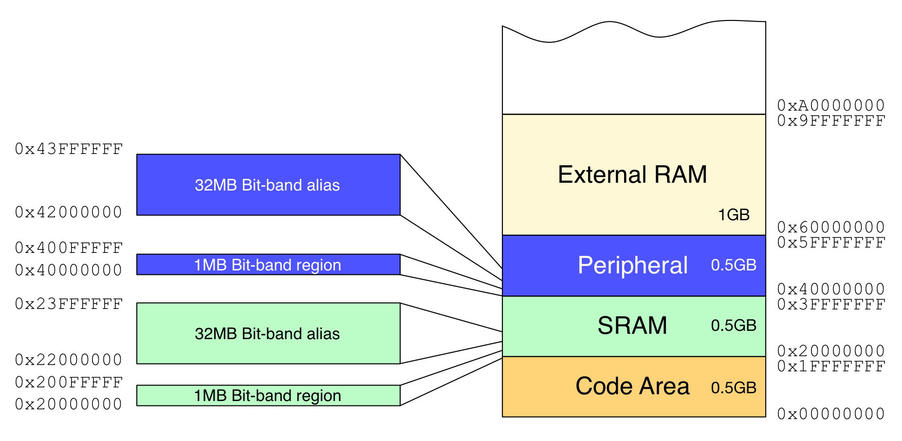 0xA0000000
0x9FFFFFFF
0x43FFFFFF
32MB Bit-band alias
External RAM
0x42000000
1GB
0x60000000
0x5FFFFFFF
0x400FFFFF
1MB Bit-band region
Peripheral 0.5GB
0x40000000
0x40000000
0x3FFFFFFF
0x23FFFFFF
32MB Bit-band alias
SRAM 0.5GB
0x22000000
0x20000000
0x1FFFFFFF
0x200FFFFF
1MB Bit-band region
Code Area 0.5GB
0x20000000
0x00000000